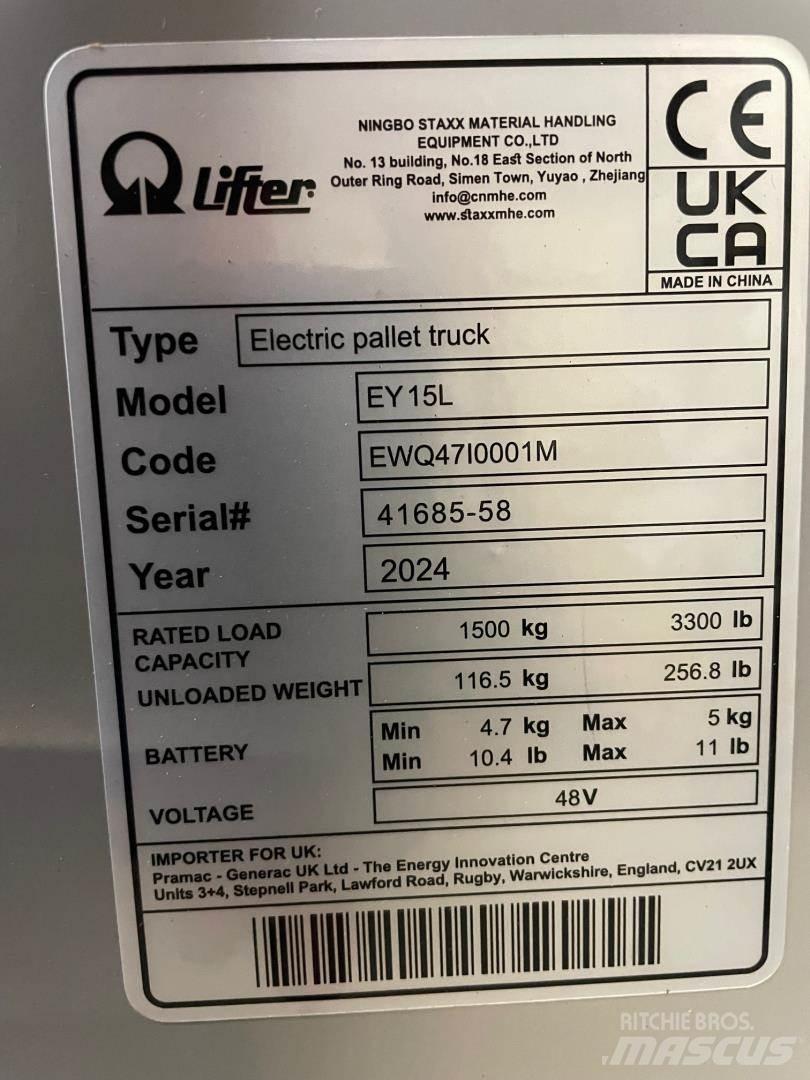 Lifter
NINGBO STAXX MATERIAL HANDLING
EQUIPMENT CO.,LTD
No. 13 building, No.18 East Section of North
Outer Ring Road, Simen Town, Yuyao , Zhejiang
info@cnmhe.com
www.staxxmhe.com
CE
UK
CA
MADE IN CHINA
Type Electric pallet truck
Model EY15L
Code EWQ47I0001M
Serial# 41685-58
Year 2024
RATED LOAD
CAPACITY 1500 kg 3300 lb
UNLOADED WEIGHT 116.5 kg 256.8 lb
BATTERY Min 4.7 kg Max 5 kg
Min 10.4 lb Max 11 lb
VOLTAGE 48V
IMPORTER FOR UK:
Pramac - Generac UK Ltd - The Energy Innovation Centre
Units 3+4, Stepnell Park, Lawford Road, Rugby, Warwickshire, England, CV21 2UX
RITCHIE BROS.
MASCUS